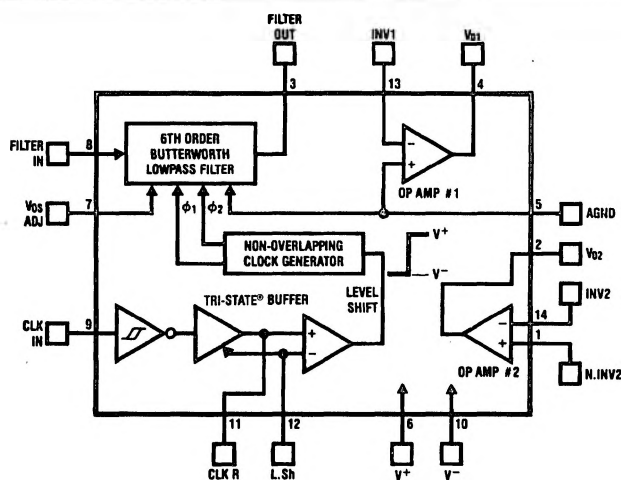 FILTER
OUT
INV1
VO1
3
13
4
8
6TH ORDER
BUTTERWORTH
LOWPASS FILTER
-
+
OP AMP #1
FILTER
IN
7
VOS
ADJ
ϕ1
ϕ2
5
AGND
NON-OVERLAPPING
CLOCK GENERATOR
V+
V−
2
VO2
LEVEL
SHIFT
TRI-STATE® BUFFER
INV2
CLK
IN
9
+
−
-
+
14
1
OP AMP #2
N.INV2
11
12
6
10
CLK R
L.Sh
V+
V−